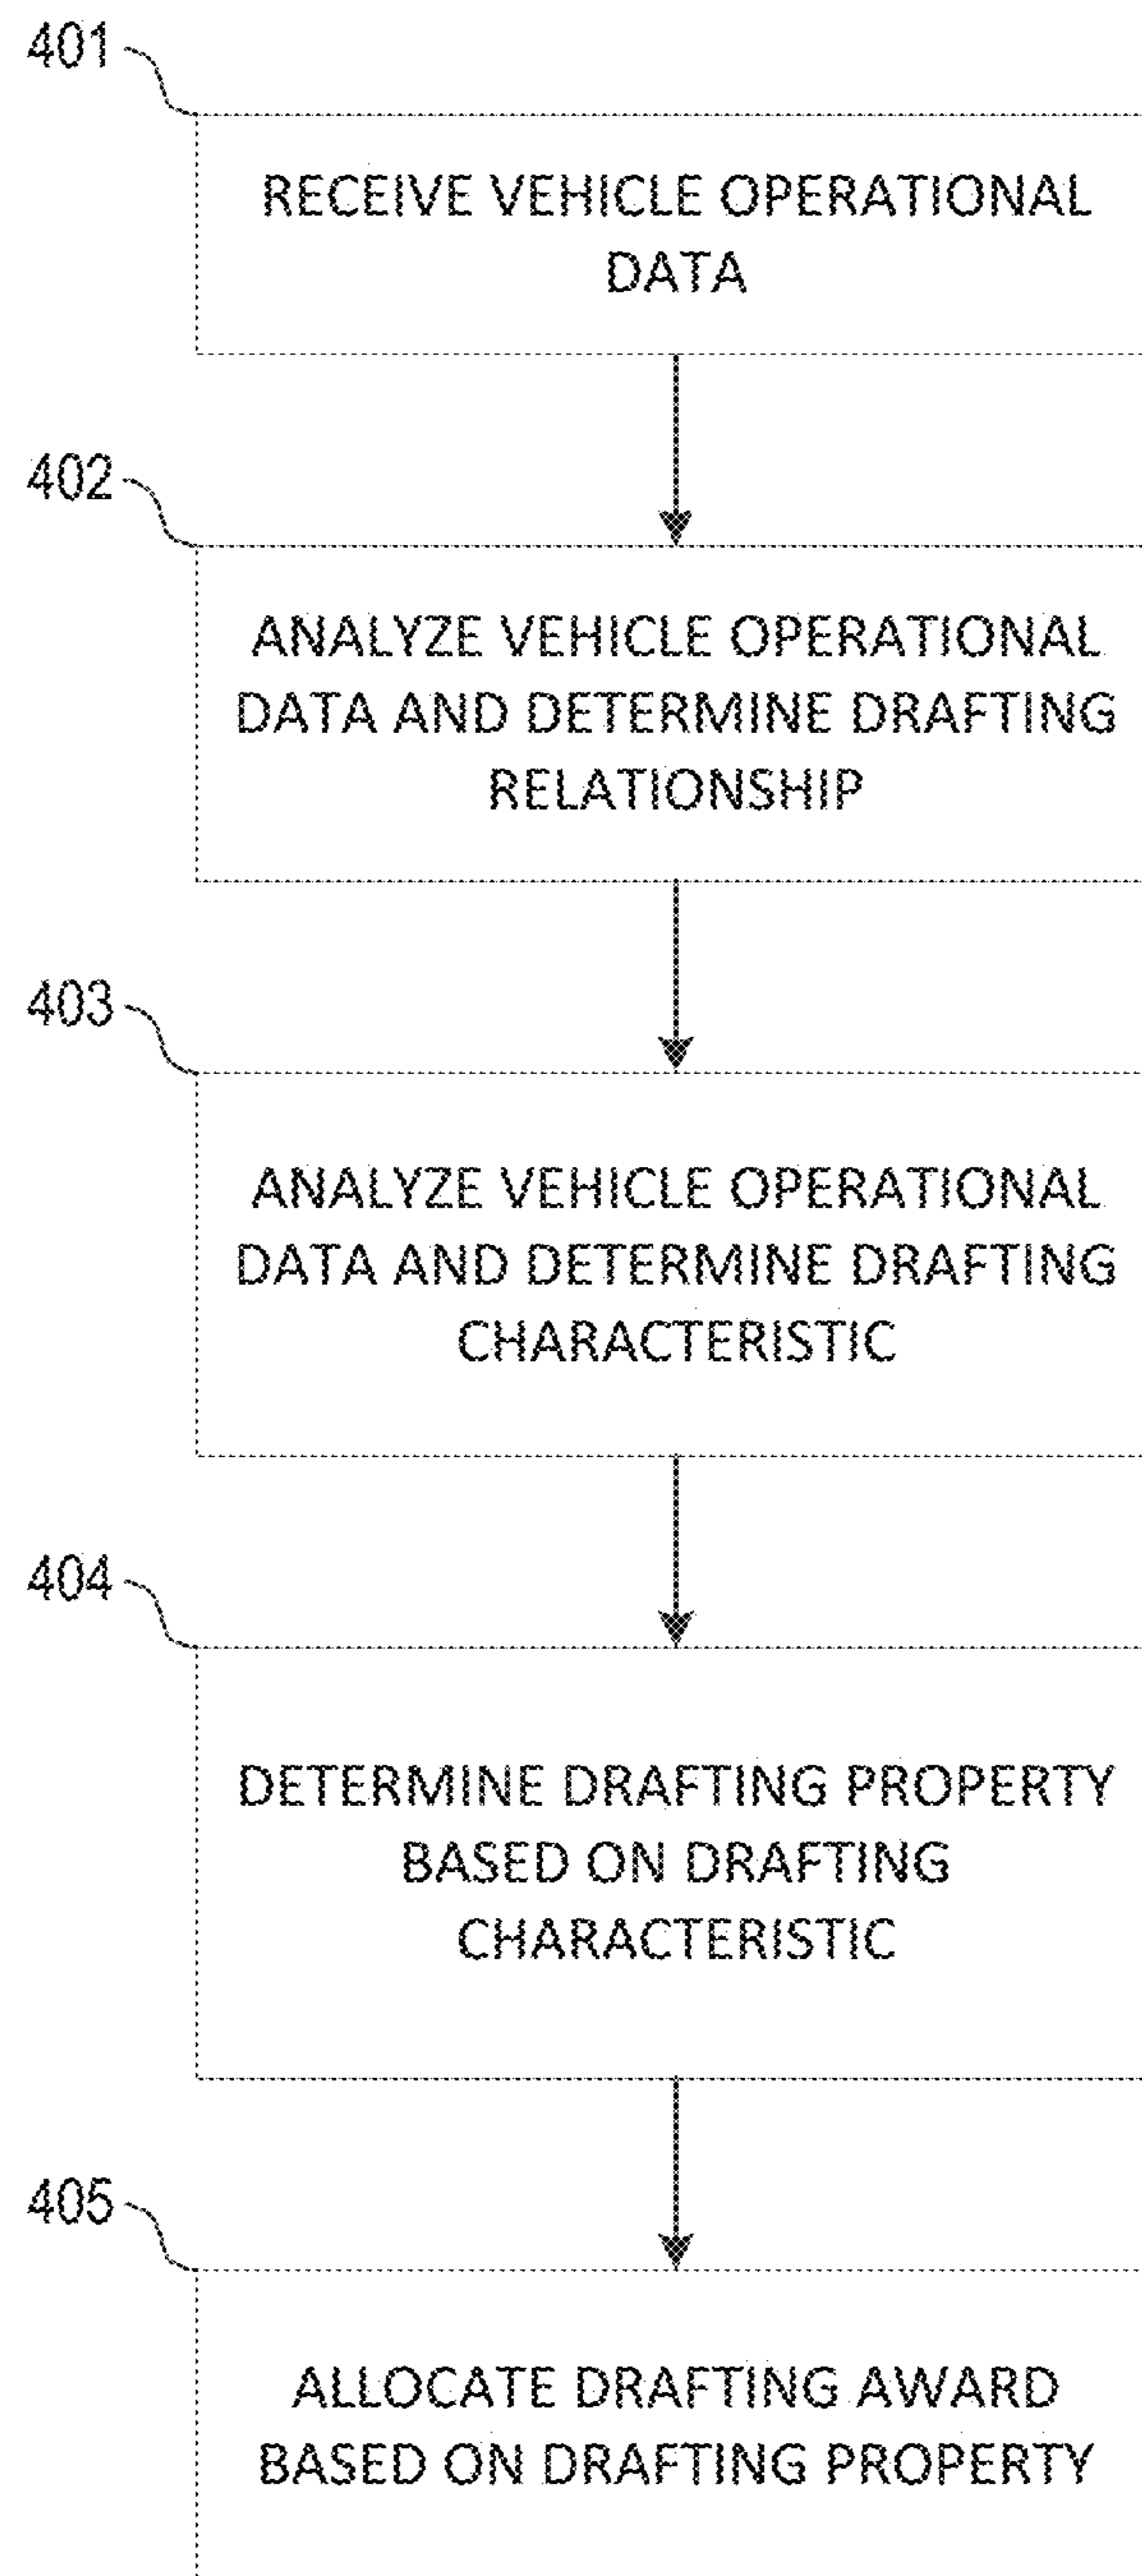 401
RECEIVE VEHICLE OPERATIONAL
DATA
402
ANALYZE VEHICLE OPERATIONAL
DATA AND DETERMINE DRAFTING
RELATIONSHIP
403
ANALYZE VEHICLE OPERATIONAL
DATA AND DETERMINE DRAFTING
CHARACTERISTIC
404
DETERMINE DRAFTING PROPERTY
BASED ON DRAFTING
CHARACTERISTIC
405
ALLOCATE DRAFTING AWARD
BASED ON DRAFTING PROPERTY